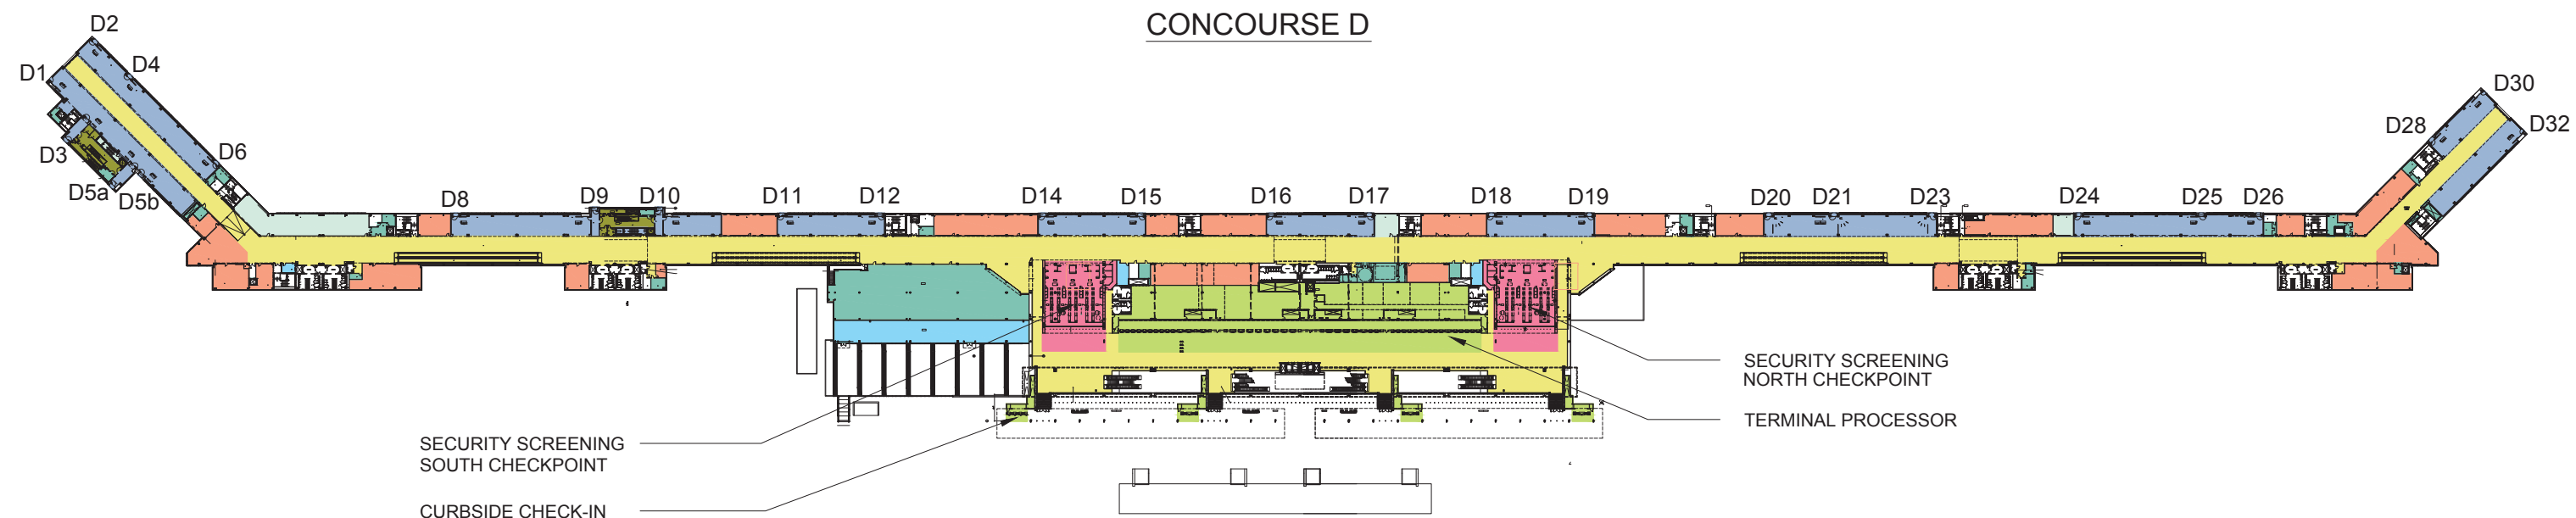 CONCOURSE D
D2
D1
D4
D3
D6
D5a
D5b
D8
D9
D10
D11
D12
D14
D15
D16
D17
D18
D19
D20
D21
D23
D24
D25
D26
D28
D30
D32
SECURITY SCREENING
NORTH CHECKPOINT
TERMINAL PROCESSOR
SECURITY SCREENING
SOUTH CHECKPOINT
CURBSIDE CHECK-IN